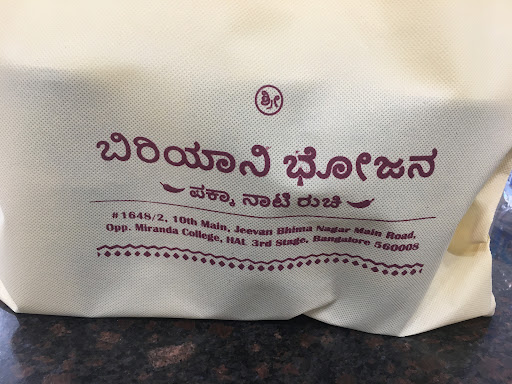 ಶ್ರೀ
ಬಿರಿಯಾನಿ ಭೋಜನ
ಪಕ್ಕಾ ನಾಟಿ ರುಚಿ
#1648/2, 10th Main, Jeevan Bhima Nagar Main Road,
Opp. Miranda College, HAL 3rd Stage, Bangalore 560008